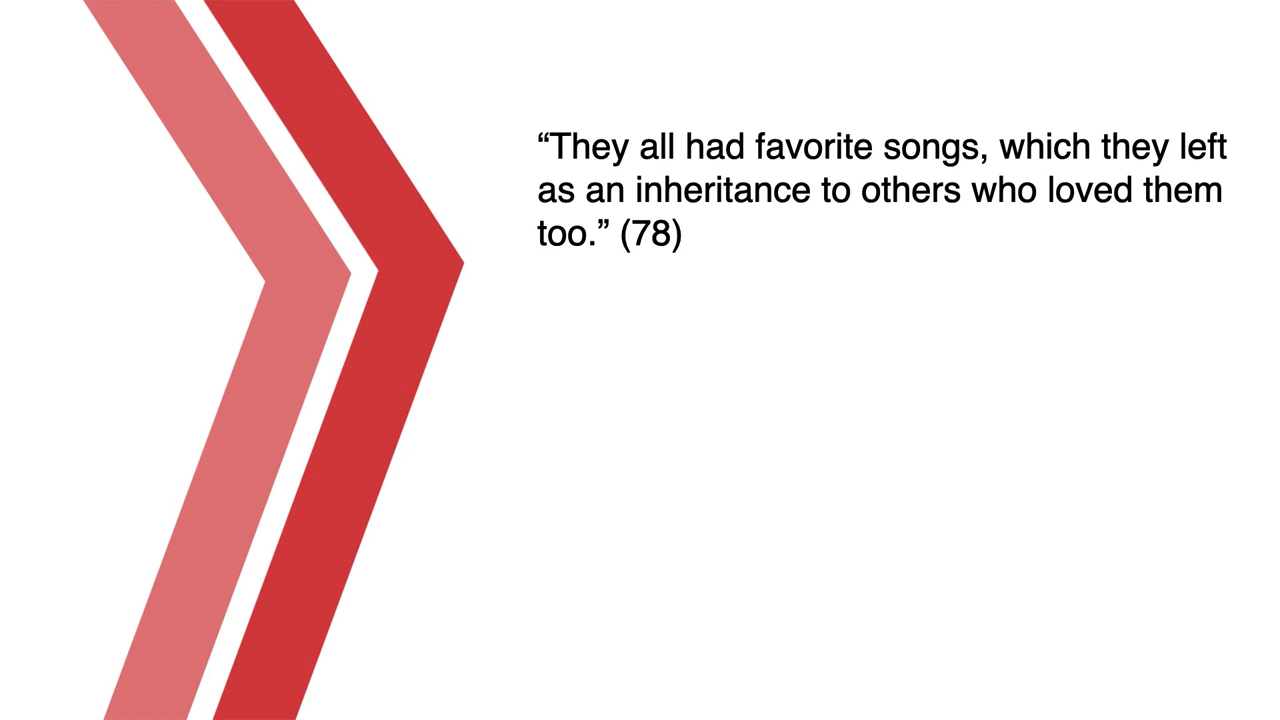 “They all had favorite songs, which they left
as an inheritance to others who loved them
too.” (78)